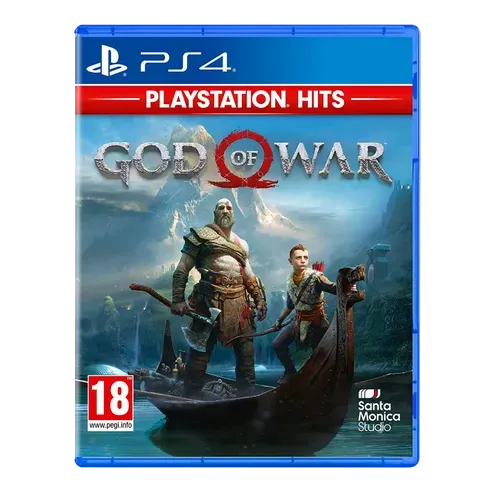 PS4
PLAYSTATION HITS
GOD OF WAR
18
www.pegi.info
Santa
Monica
Studio